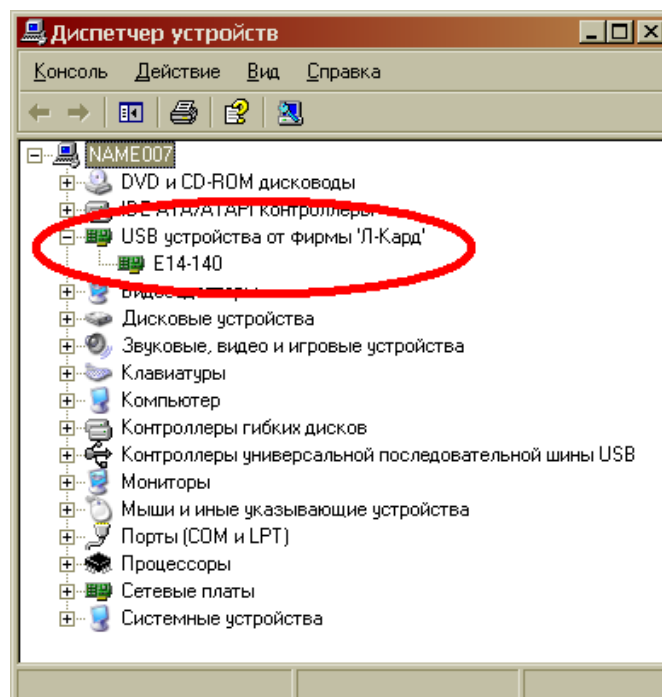 Диспетчер устройств
Консоль Действие Вид Справка
NAME007
DVD и CD-ROM дисководы
IDE ATA/ATAPI контроллеры
USB устройства от фирмы 'Л-Кард'
E14-140
Видеоадаптеры
Дисковые устройства
Звуковые, видео и игровые устройства
Клавиатуры
Компьютер
Контроллеры гибких дисков
Контроллеры универсальной последовательной шины USB
Мониторы
Мыши и иные указывающие устройства
Порты (COM и LPT)
Процессоры
Сетевые платы
Системные устройства